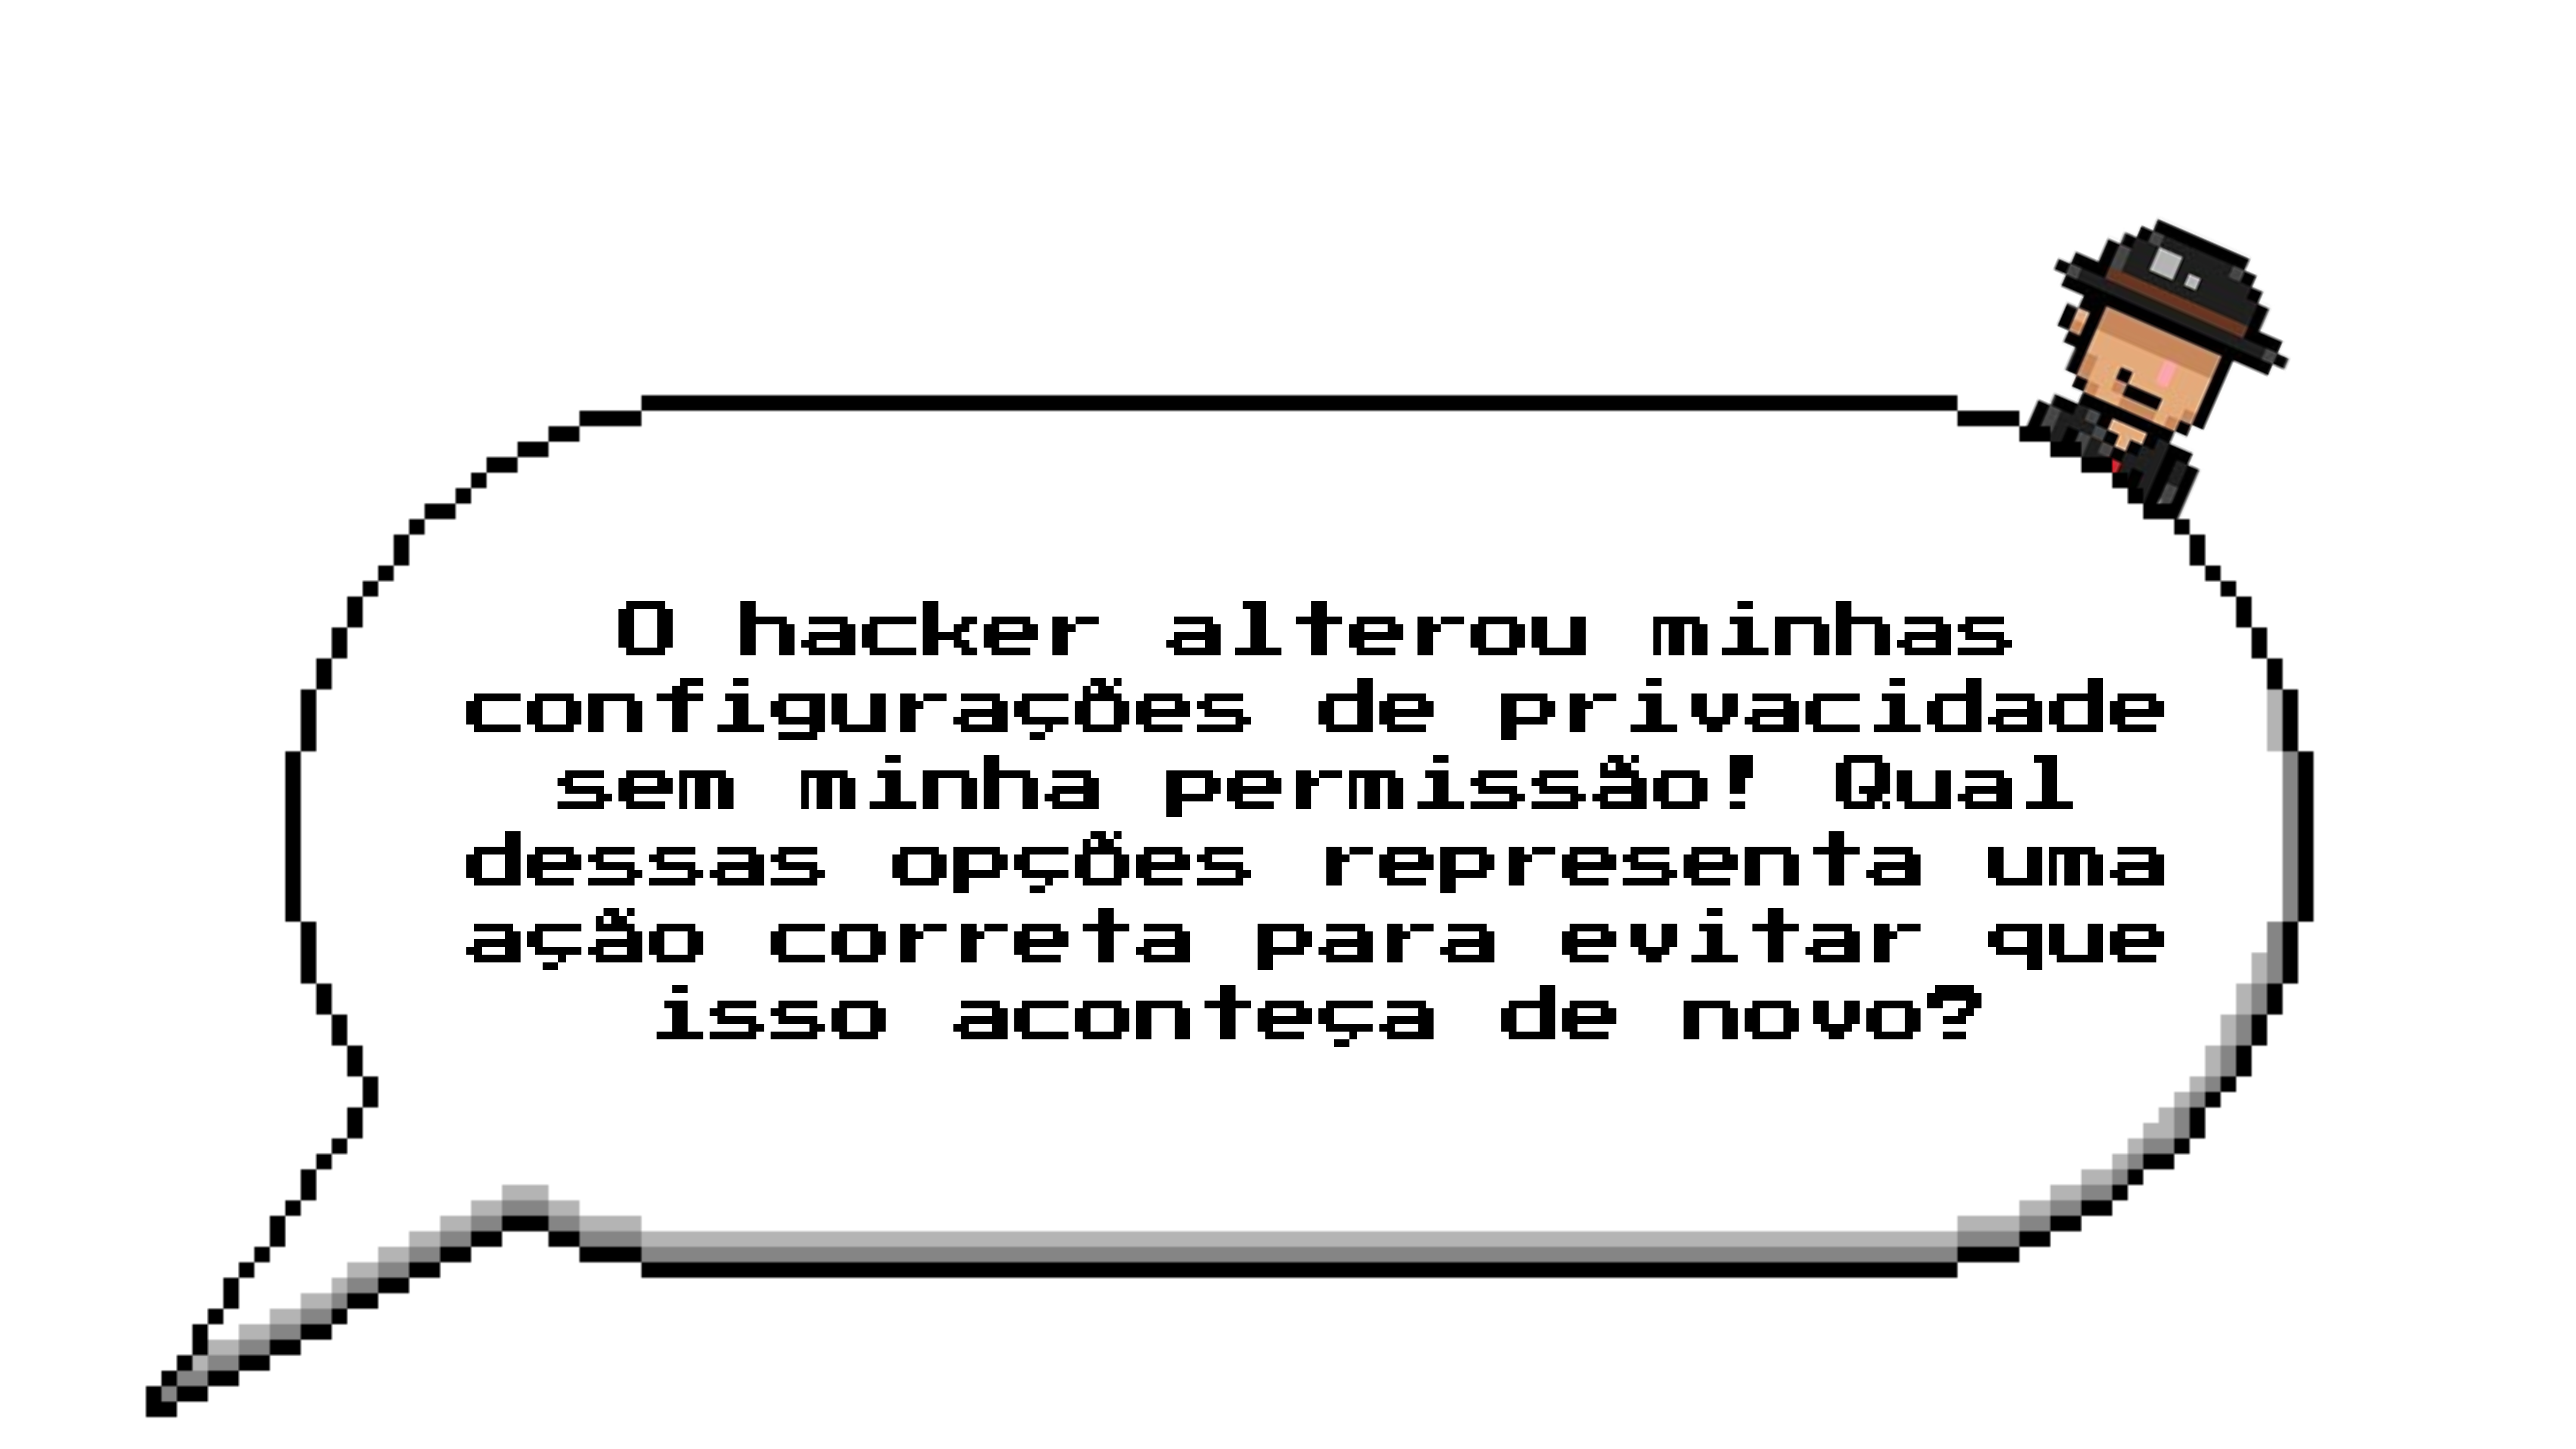 O hacker alterou minhas
configurações de privacidade
sem minha permissão! Qual
dessas opções representa uma
ação correta para evitar que
isso aconteça de novo?